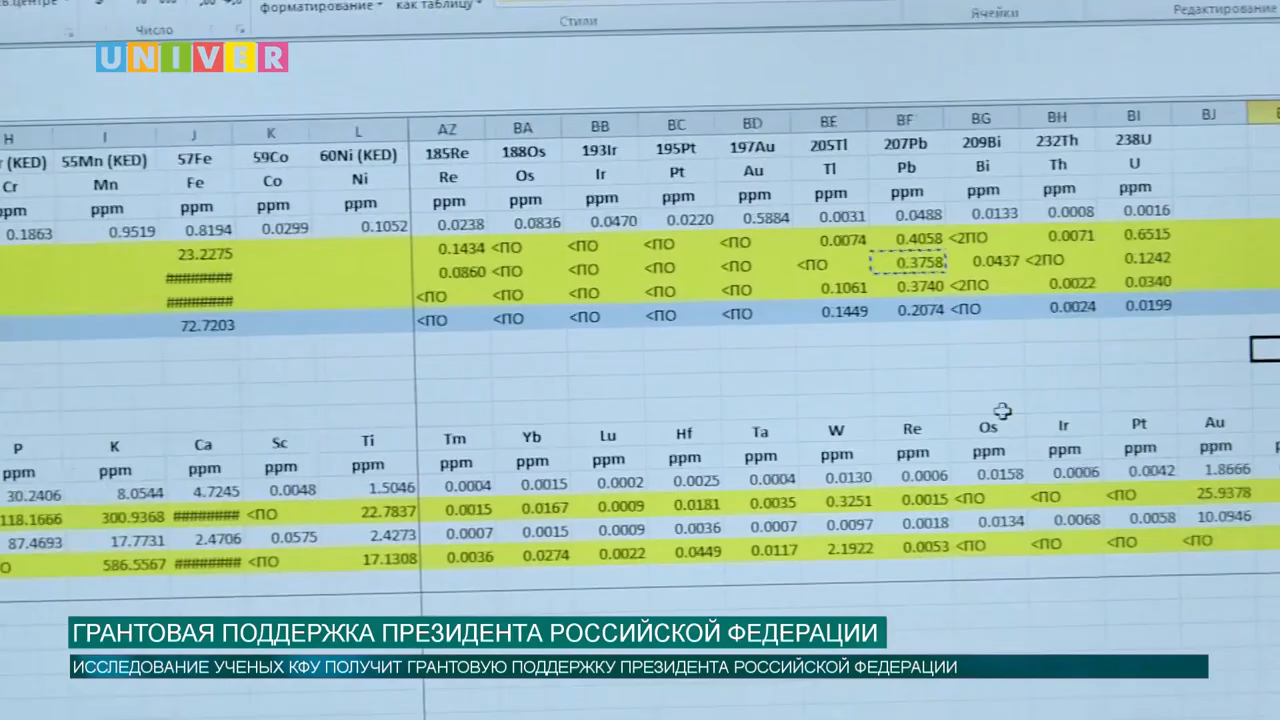 форматирование как таблицу
Число Стили Ячейки Редактирование
UNIVER
H I J K L AZ BA BB BC BD BE BF BG BH BI BJ
(KED) 55Mn (KED) 57Fe 59Co 60Ni (KED) 185Re 188Os 193Ir 195Pt 197Au 205Tl 207Pb 209Bi 232Th 238U
Cr Mn Fe Co Ni Re Os Ir Pt Au Tl Pb Bi Th U
ppm ppm ppm ppm ppm ppm ppm ppm ppm ppm ppm ppm ppm ppm ppm
0.1863 0.9519 0.8194 0.0299 0.1052 0.0238 0.0836 0.0470 0.0220 0.5884 0.0031 0.0488 0.0133 0.0008 0.0016
23.2275 0.1434 <ПО <ПО <ПО <ПО 0.0074 0.4058 <2ПО 0.0071 0.6515
######## 0.0860 <ПО <ПО <ПО <ПО <ПО 0.3758 0.0437 <2ПО 0.1242
######## <ПО <ПО <ПО <ПО <ПО 0.1061 0.3740 <2ПО 0.0022 0.0340
72.7203 <ПО <ПО <ПО <ПО <ПО 0.1449 0.2074 <ПО 0.0024 0.0199
P K Ca Sc Ti Tm Yb Lu Hf Ta W Re Os Ir Pt Au
ppm ppm ppm ppm ppm ppm ppm ppm ppm ppm ppm ppm ppm ppm ppm ppm
30.2406 8.0544 4.7245 0.0048 1.5046 0.0004 0.0015 0.0002 0.0025 0.0004 0.0130 0.0006 0.0158 0.0006 0.0042 1.8666
118.1666 300.9368 ######## <ПО 22.7837 0.0015 0.0167 0.0009 0.0181 0.0035 0.3251 0.0015 <ПО <ПО <ПО 25.9378
87.4693 17.7731 2.4706 0.0575 2.4273 0.0007 0.0015 0.0009 0.0036 0.0007 0.0097 0.0018 0.0134 0.0068 0.0058 10.0946
586.5567 ######## <ПО 17.1308 0.0036 0.0274 0.0022 0.0449 0.0117 2.1922 0.0053 <ПО <ПО <ПО <ПО
ГРАНТОВАЯ ПОДДЕРЖКА ПРЕЗИДЕНТА РОССИЙСКОЙ ФЕДЕРАЦИИ
ИССЛЕДОВАНИЕ УЧЕНЫХ КФУ ПОЛУЧИТ ГРАНТОВУЮ ПОДДЕРЖКУ ПРЕЗИДЕНТА РОССИЙСКОЙ ФЕДЕРАЦИИ